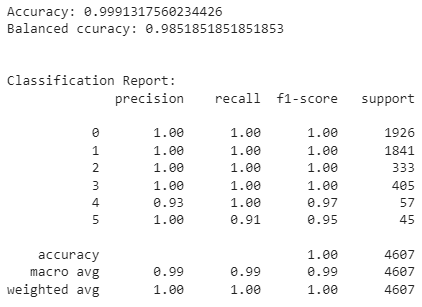 Accuracy: 0.9991317560234426
Balanced ccuracy: 0.9851851851851853
Classification Report:
precision recall f1-score support
0 1.00 1.00 1.00 1926
1 1.00 1.00 1.00 1841
2 1.00 1.00 1.00 333
3 1.00 1.00 1.00 405
4 0.93 1.00 0.97 57
5 1.00 0.91 0.95 45
accuracy 1.00 4607
macro avg 0.99 0.99 0.99 4607
weighted avg 1.00 1.00 1.00 4607